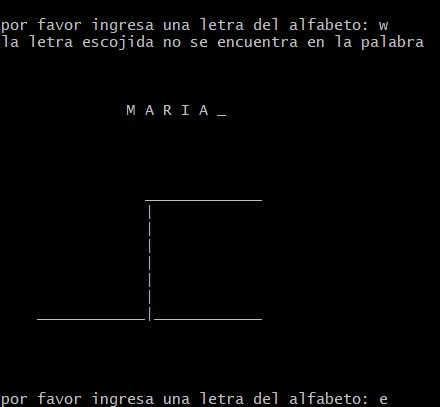 por favor ingresa una letra del alfabeto: w
la letra escojida no se encuentra en la palabra
M A R I A _
por favor ingresa una letra del alfabeto: e